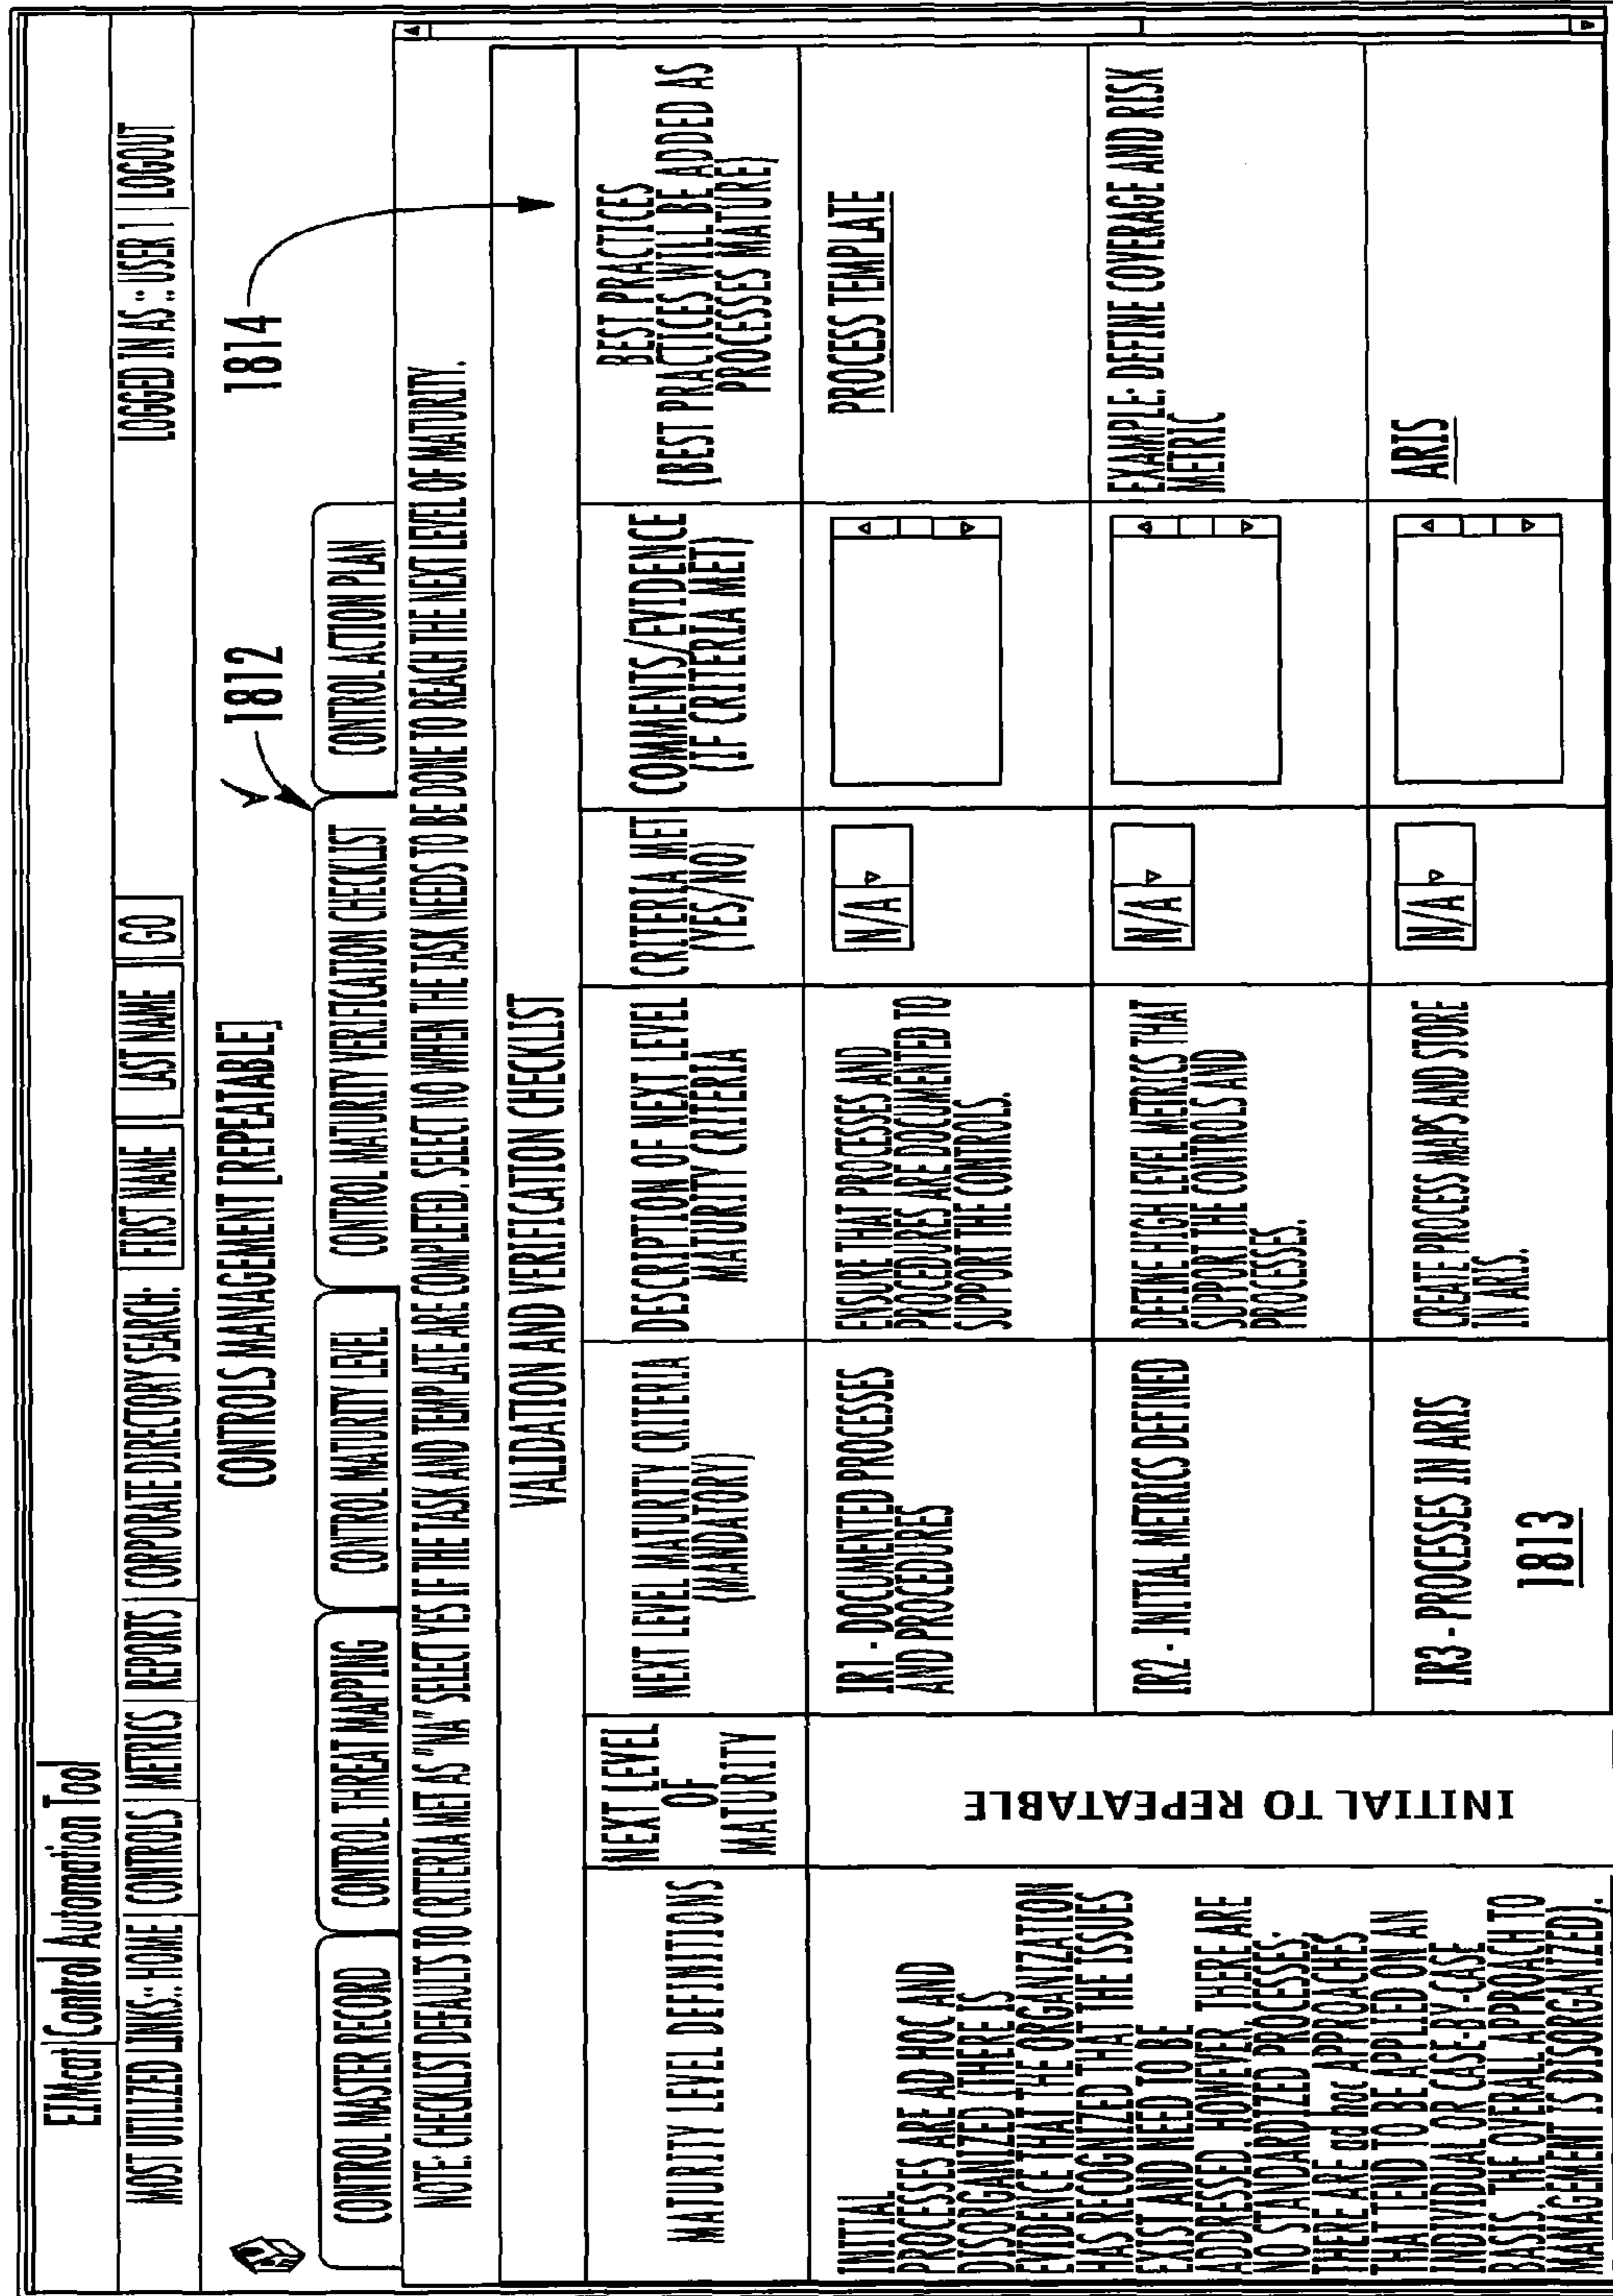 EIMcat Control Automation Tool
MOST UTILIZED LINKS:: HOME CONTROLS METRICS REPORTS CORPORATE DIRECTORY SEARCH: FIRST NAME LAST NAME GO LOGGED IN AS :: USER 1 LOGOUT
CONTROLS MANAGEMENT [REPEATABLE]
1812
1814
CONTROL MASTER RECORD
CONTROL THREAT MAPPING
CONTROL MATURITY LEVEL
CONTROL MATURITY VERIFICATION CHECKLIST
CONTROL ACTION PLAN
NOTE: CHECKLIST DEFAULTS TO CRITERIA MET AS "NA" SELECT YES IF THE TASK AND TEMPLATE ARE COMPLETED. SELECT NO WHEN THE TASK NEEDS TO BE DONE TO REACH THE NEXT LEVEL OF MATURITY.
VALIDATION AND VERIFICATION CHECKLIST
MATURITY LEVEL DEFINITIONS
NEXT LEVEL
OF
MATURITY
NEXT LEVEL MATURITY CRITERIA
(MANDATORY)
DESCRIPTION OF NEXT LEVEL
MATURITY CRITERIA
CRITERIA MET
(YES/NO)
COMMENTS/EVIDENCE
(IF CRITERIA MET)
BEST PRACTICES
(BEST PRACTICES WILL BE ADDED AS
PROCESSES MATURE)
INITIAL
PROCESSES ARE AD HOC AND
DISORGANIZED (THERE IS
EVIDENCE THAT THE ORGANIZATION
HAS RECOGNIZED THAT THE ISSUES
EXIST AND NEED TO BE
ADDRESSED. HOWEVER THERE ARE
NO STANDARDIZED PROCESSES;
THERE ARE ad hoc APPROACHES
THAT TEND TO BE APPLIED ON AN
INDIVIDUAL OR CASE-BY-CASE
BASIS. THE OVERALL APPROACH TO
MANAGEMENT IS DISORGANIZED).
INITIAL TO REPEATABLE
IR1 - DOCUMENTED PROCESSES
AND PROCEDURES
ENSURE THAT PROCESSES AND
PROCEDURES ARE DOCUMENTED TO
SUPPORT THE CONTROLS.
N/A
PROCESS TEMPLATE
IR2 - INITIAL METRICS DEFINED
DEFINE HIGH LEVEL METRICS THAT
SUPPORT THE CONTROLS AND
PROCESSES.
N/A
EXAMPLE: DEFINE COVERAGE AND RISK
METRIC
IR3 - PROCESSES IN ARIS
CREATE PROCESS MAPS AND STORE
IN ARIS.
N/A
ARIS
1813